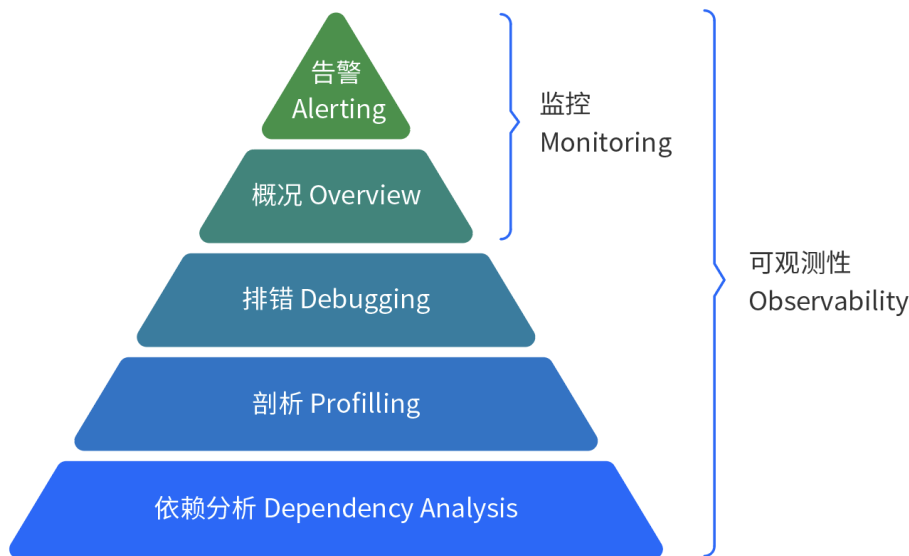 告警
Alerting
监控
Monitoring
概况 Overview
可观测性
Observability
排错 Debugging
剖析 Profilling
依赖分析 Dependency Analysis